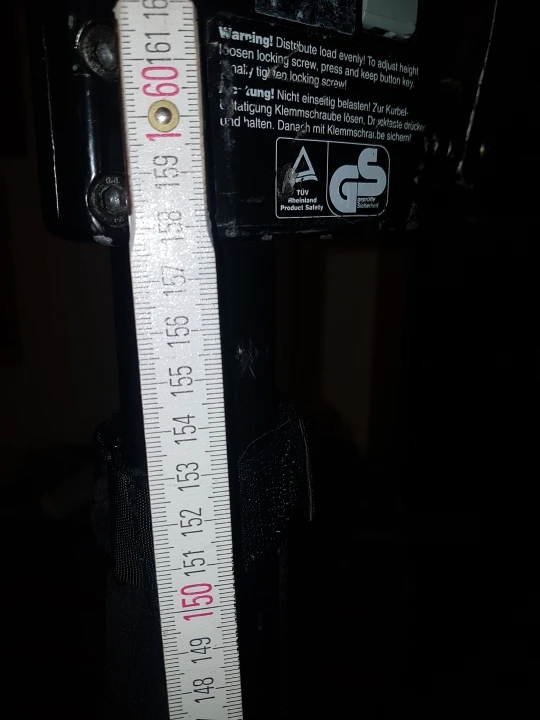 Warning! Distribute load evenly! To adjust height
loosen locking screw, press and keep button key.
tighten locking screw!
Nicht einseitig belasten! Zur Kurbel-
Klemmschraube lösen, Drucktaste drücken
und halten. Danach mit Klemmschraube sichern!
TÜV
Rheinland
Product Safety
GS
geprüfte
Sicherheit
161
160
159
158
157
156
155
154
153
152
151
150
149
148